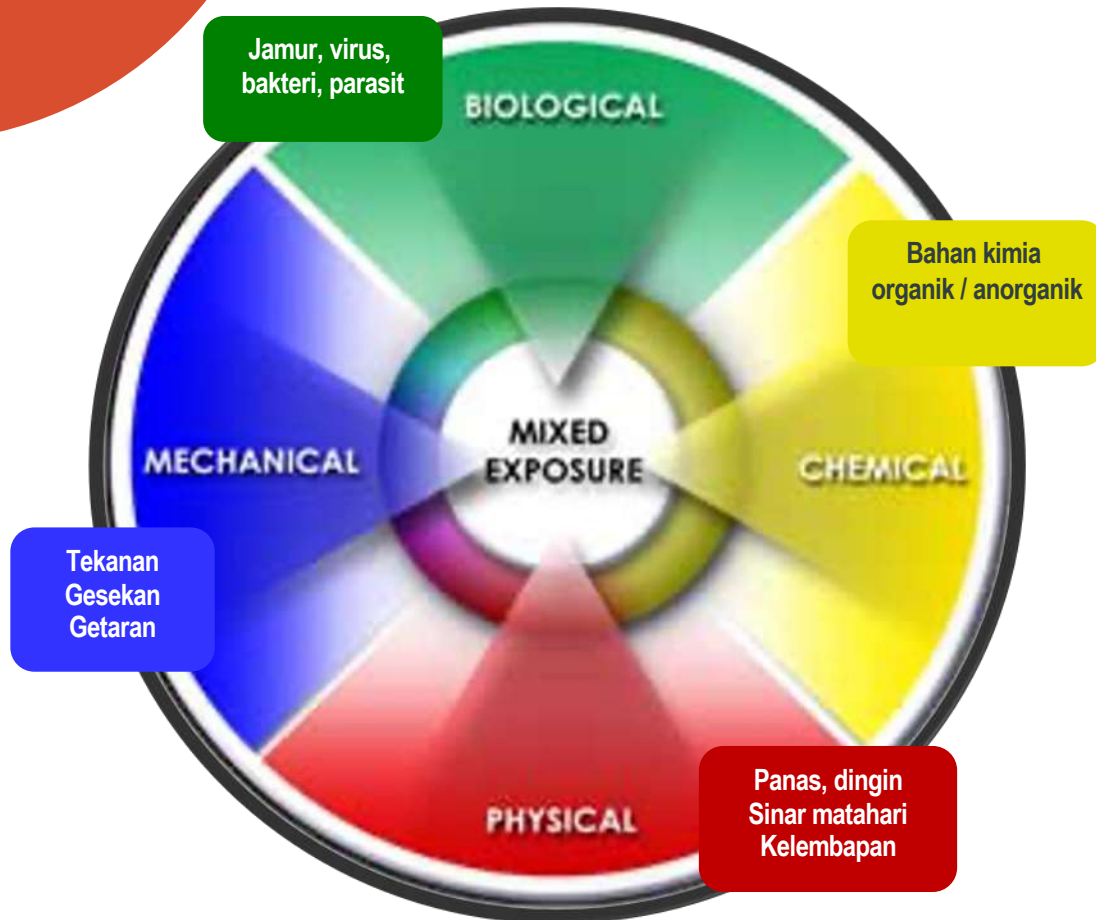 Jamur, virus,
bakteri, parasit
BIOLOGICAL
Bahan kimia
organik / anorganik
MIXED
EXPOSURE
MECHANICAL
CHEMICAL
Tekanan
Gesekan
Getaran
PHYSICAL
Panas, dingin
Sinar matahari
Kelembapan